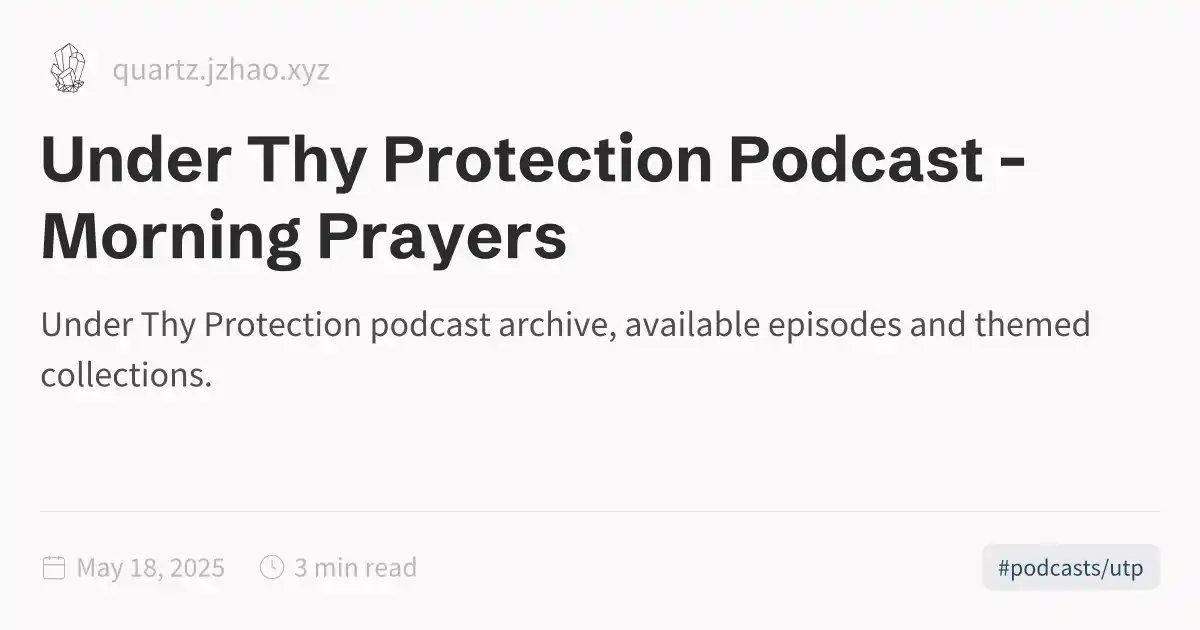 quartz.jzhao.xyz
Under Thy Protection Podcast -
Morning Prayers
Under Thy Protection podcast archive, available episodes and themed
collections.
May 18, 2025
3 min read
#podcasts/utp